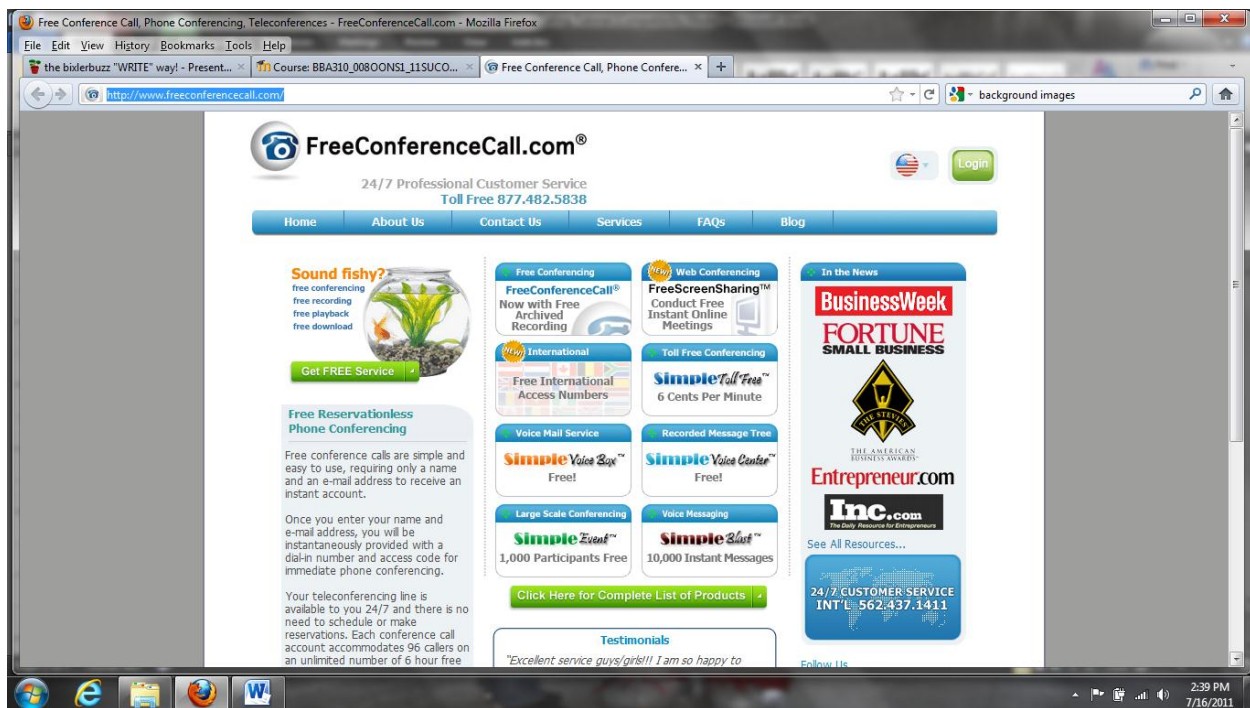 Free Conference Call, Phone Conferencing, Teleconferences - FreeConferenceCall.com - Mozilla Firefox
File Edit View History Bookmarks Tools Help
the bixlerbuzz "WRITE" way! - Present...
Course: BBA310_008OONS1_11SUCO...
Free Conference Call, Phone Confere...
http://www.freeconferencecall.com/
background images
FreeConferenceCall.com®
24/7 Professional Customer Service
Toll Free 877.482.5838
Login
Home About Us Contact Us Services FAQs Blog
Sound fishy?
free conferencing
free recording
free playback
free download
Get FREE Service
Free Reservationless
Phone Conferencing
Free conference calls are simple and
easy to use, requiring only a name
and an e-mail address to receive an
instant account.
Once you enter your name and
e-mail address, you will be
instantaneously provided with a
dial-in number and access code for
immediate phone conferencing.
Your teleconferencing line is
available to you 24/7 and there is no
need to schedule or make
reservations. Each conference call
account accommodates 96 callers on
an unlimited number of 6 hour free
Free Conferencing
FreeConferenceCall®
Now with Free
Archived
Recording
NEW! Web Conferencing
FreeScreenSharing™
Conduct Free
Instant Online
Meetings
NEW! International
Free International
Access Numbers
Toll Free Conferencing
Simple Toll Free™
6 Cents Per Minute
Voice Mail Service
Simple Voice Box™
Free!
Recorded Message Tree
Simple Voice Center™
Free!
Large Scale Conferencing
Simple Event™
1,000 Participants Free
Voice Messaging
Simple Blast™
10,000 Instant Messages
Click Here for Complete List of Products
Testimonials
"Excellent service guys/girls!!! I am so happy to
In the News
BusinessWeek
FORTUNE
SMALL BUSINESS
THE STEVIES
THE AMERICAN
BUSINESS AWARDS
Entrepreneur.com
Inc.com
The Daily Resource for Entrepreneurs
See All Resources...
24/7 CUSTOMER SERVICE
INT'L 562.437.1411
Follow Us
2:39 PM
7/16/2011